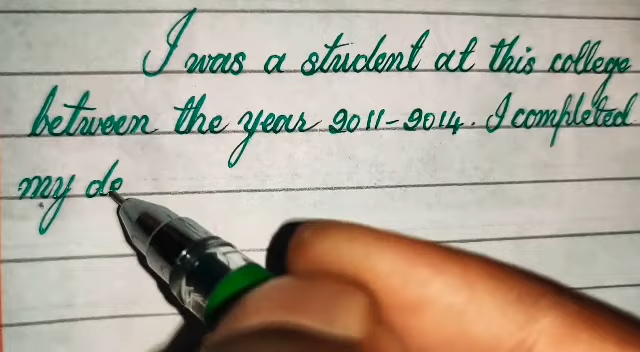 I was a student at this college
between the year 2011-2014. I completed
my de